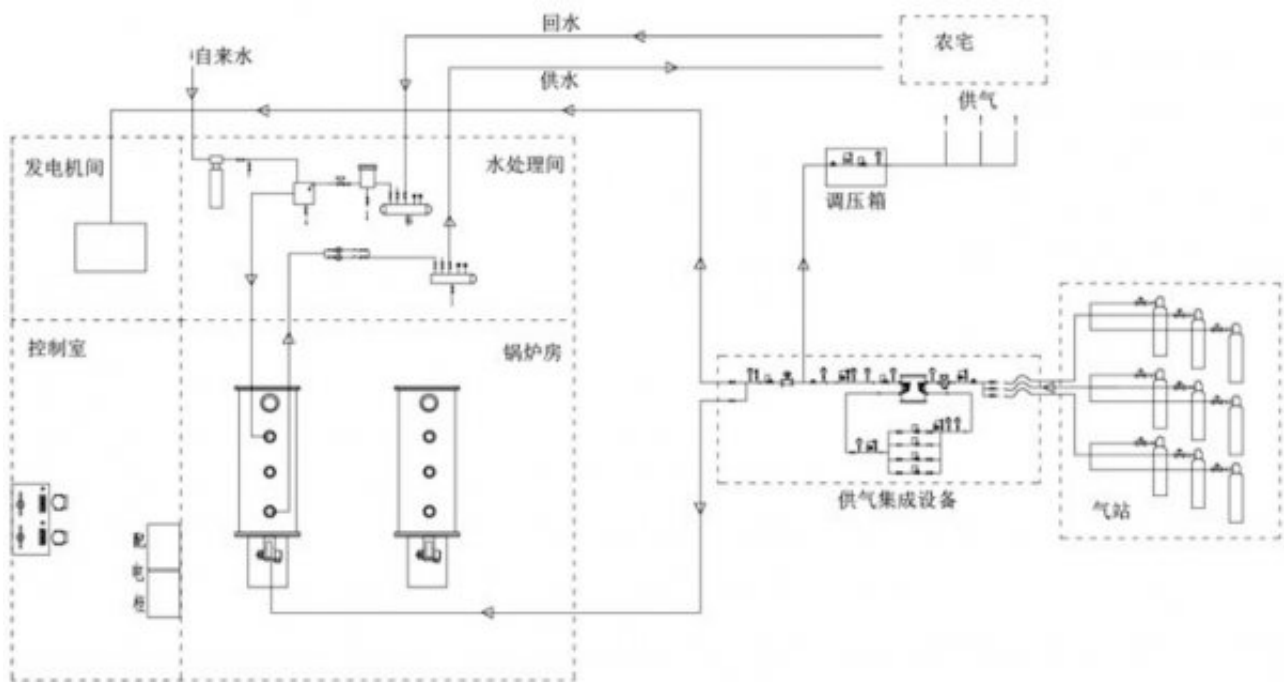 回水
农宅
自来水
供水
供气
发电机间
水处理间
调压箱
控制室
锅炉房
供气集成设备
气站
配
电
柜